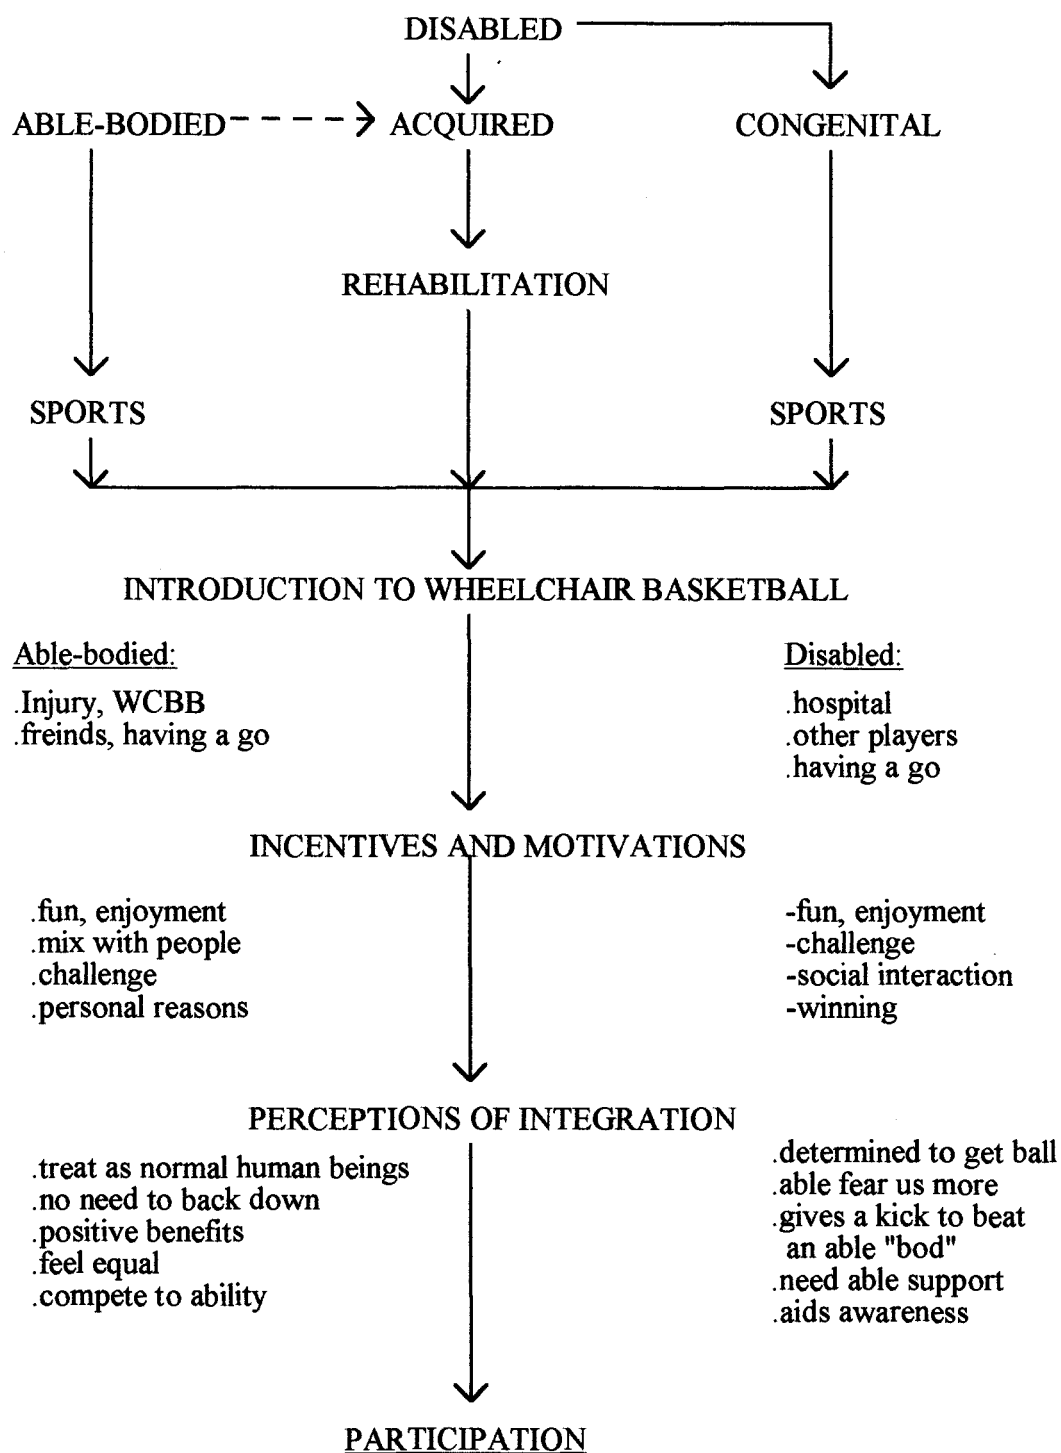 DISABLED
ABLE-BODIED
ACQUIRED
CONGENITAL
REHABILITATION
SPORTS
SPORTS
INTRODUCTION TO WHEELCHAIR BASKETBALL
Able-bodied:
.Injury, WCBB
.freinds, having a go
Disabled:
.hospital
.other players
.having a go
INCENTIVES AND MOTIVATIONS
.fun, enjoyment
.mix with people
.challenge
.personal reasons
-fun, enjoyment
-challenge
-social interaction
-winning
PERCEPTIONS OF INTEGRATION
.treat as normal human beings
.no need to back down
.positive benefits
.feel equal
.compete to ability
.determined to get ball
.able fear us more
.gives a kick to beat
an able "bod"
.need able support
.aids awareness
PARTICIPATION